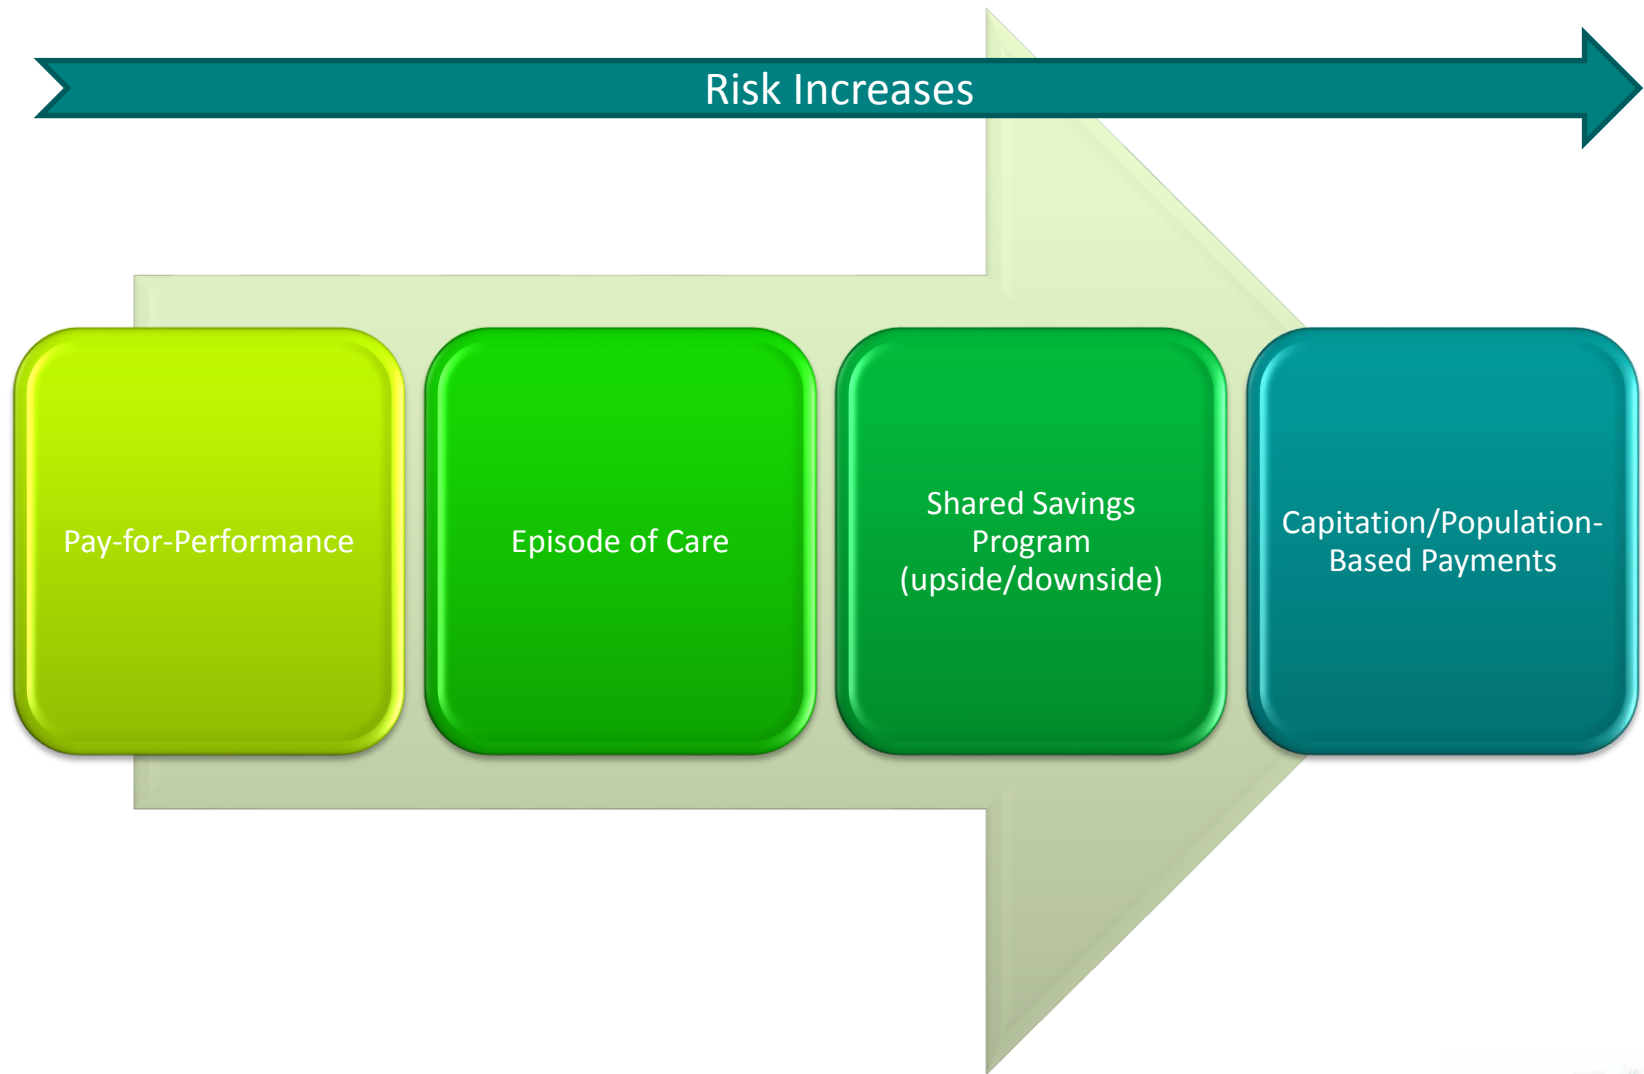 Risk Increases
Pay-for-Performance
Episode of Care
Shared Savings
Program
(upside/downside)
Capitation/Population-
Based Payments